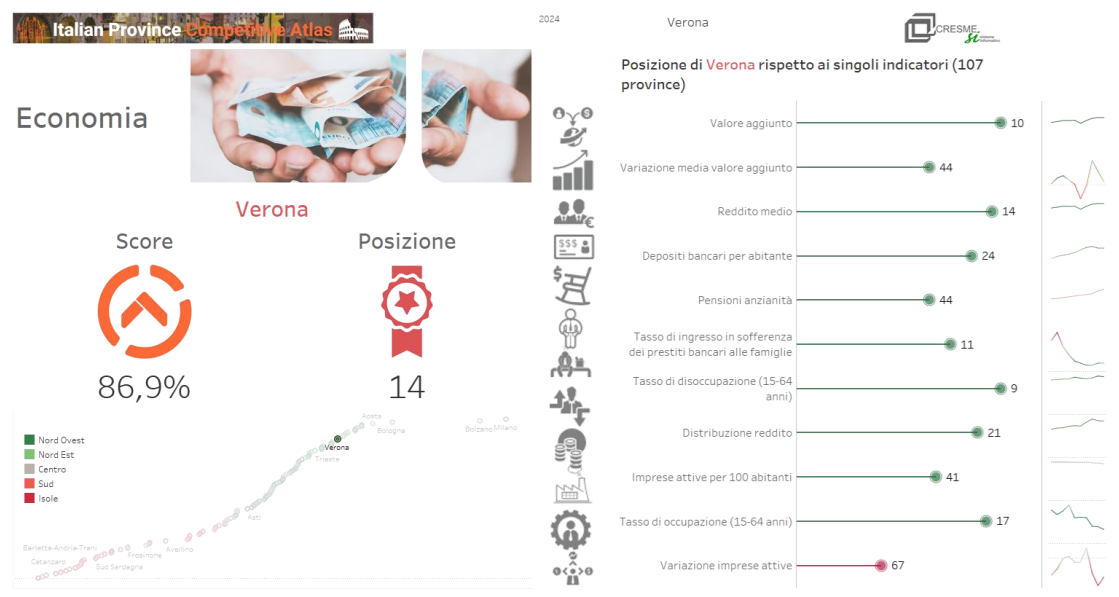 Italian Province Competitive Atlas
2024
Verona
CRESME
si
Economia
Verona
Score
Posizione
86,9%
14
Nord Ovest
Nord Est
Centro
Sud
Isole
Aosta
Bologna
Bolzano
Milano
Verona
Trieste
Asti
Barletta-Andria-Trani
Frosinone
Avellino
Catanzaro
Sud Sardegna
Posizione di Verona rispetto ai singoli indicatori (107
province)
Valore aggiunto
10
Variazione media valore aggiunto
44
Reddito medio
14
Depositi bancari per abitante
24
Pensioni anzianità
44
Tasso di ingresso in sofferenza
dei prestiti bancari alle famiglie
11
Tasso di disoccupazione (15-64
anni)
9
Distribuzione reddito
21
Imprese attive per 100 abitanti
41
Tasso di occupazione (15-64 anni)
17
Variazione imprese attive
67
$$$